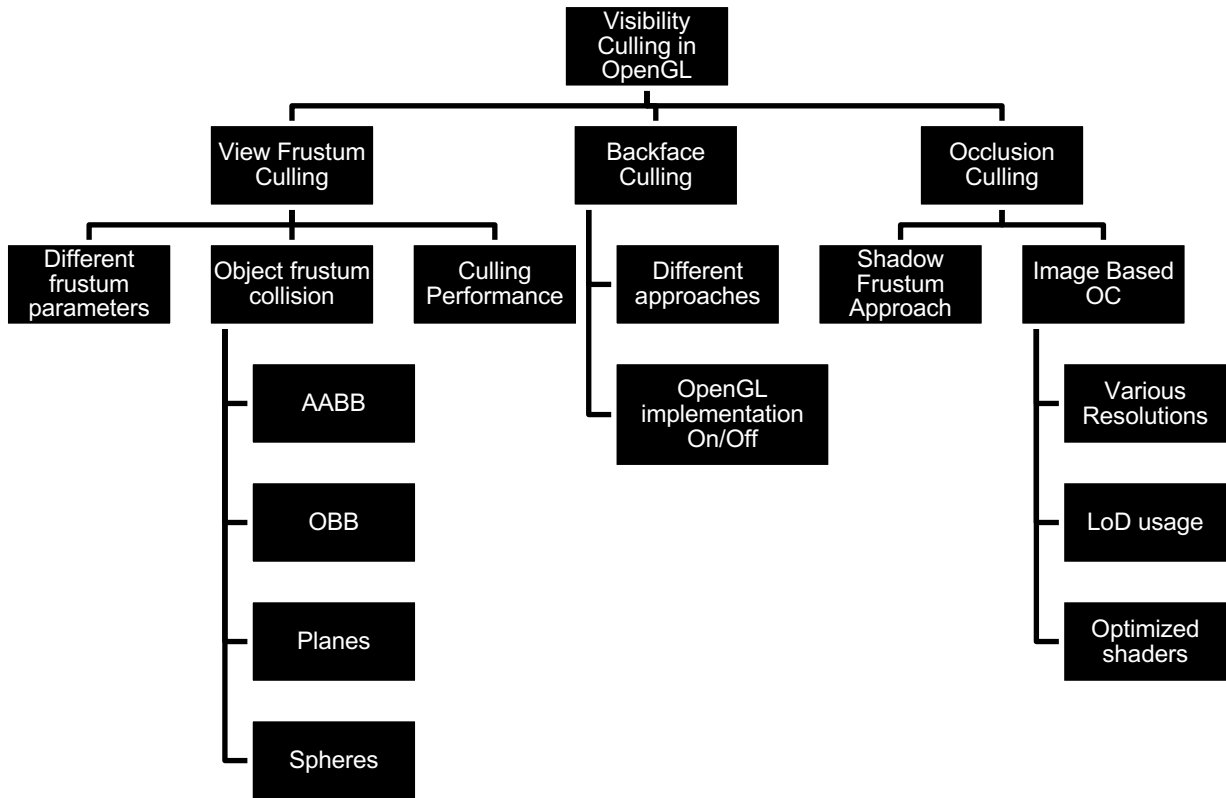 Visibility
Culling in
OpenGL
View Frustum
Culling
Backface
Culling
Occlusion
Culling
Different
frustum
parameters
Object frustum
collision
Culling
Performance
Different
approaches
Shadow
Frustum
Approach
Image Based
OC
AABB
OpenGL
implementation
On/Off
Various
Resolutions
OBB
LoD usage
Planes
Optimized
shaders
Spheres